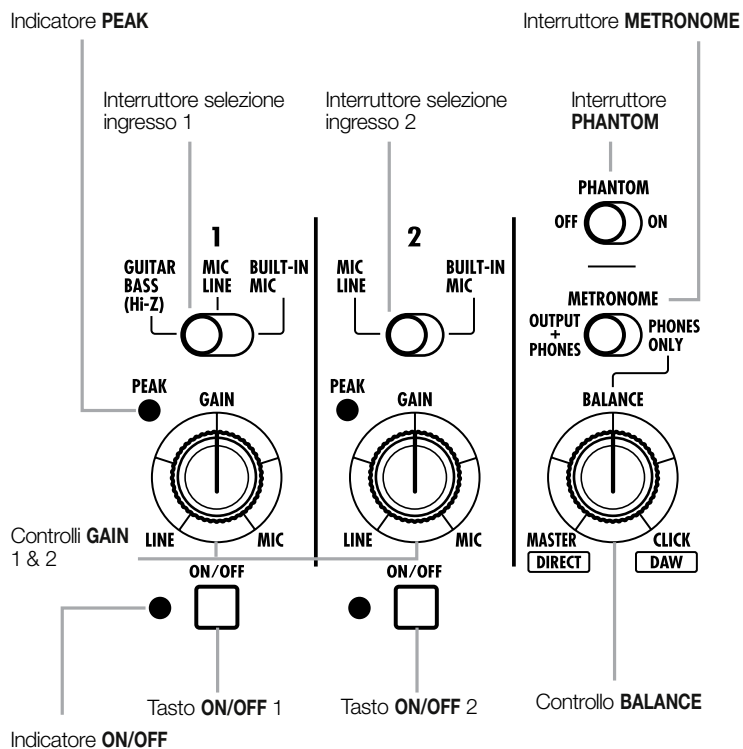 Indicatore PEAK
Interruttore METRONOME
Interruttore selezione
ingresso 1
Interruttore selezione
ingresso 2
Interruttore
PHANTOM
PHANTOM
OFF
ON
1
GUITAR
BASS
(Hi-Z)
MIC
LINE
BUILT-IN
MIC
2
MIC
LINE
BUILT-IN
MIC
METRONOME
OUTPUT
+
PHONES
PHONES
ONLY
PEAK
GAIN
PEAK
GAIN
BALANCE
Controlli GAIN
1 & 2
LINE
MIC
LINE
MIC
MASTER
DIRECT
CLICK
DAW
ON/OFF
ON/OFF
Tasto ON/OFF 1
Tasto ON/OFF 2
Controllo BALANCE
Indicatore ON/OFF